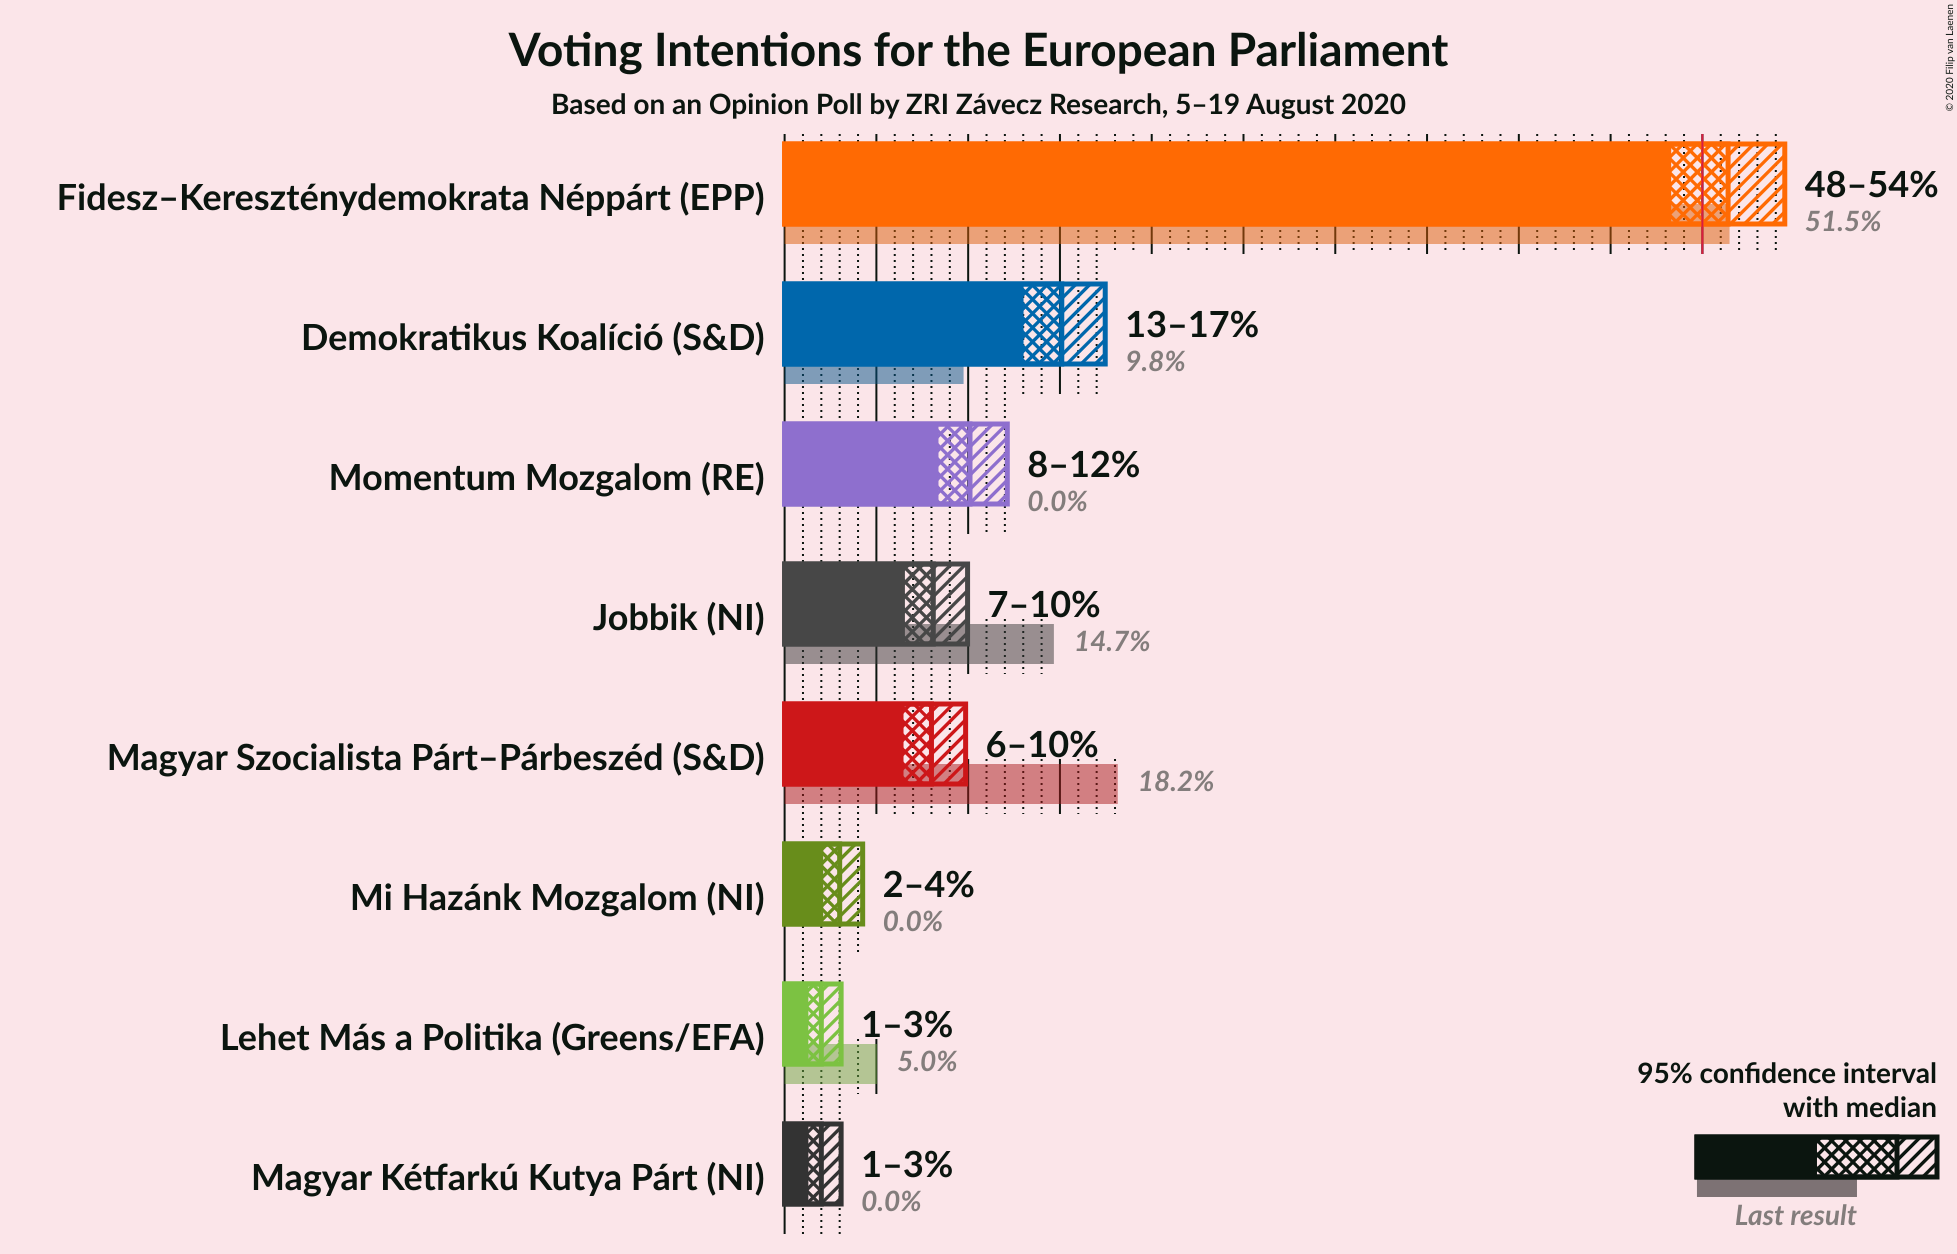 Voting Intentions for the European Parliament
Based on an Opinion Poll by ZRI Závecz Research, 5–19 August 2020
© 2020 Filip van Laenen
Fidesz–Kereszténydemokrata Néppárt (EPP)
48–54%
51.5%
Demokratikus Koalíció (S&D)
13–17%
9.8%
Momentum Mozgalom (RE)
8–12%
0.0%
Jobbik (NI)
7–10%
14.7%
Magyar Szocialista Párt–Párbeszéd (S&D)
6–10%
18.2%
Mi Hazánk Mozgalom (NI)
2–4%
0.0%
Lehet Más a Politika (Greens/EFA)
1–3%
5.0%
Magyar Kétfarkú Kutya Párt (NI)
1–3%
0.0%
95% confidence interval
with median
Last result